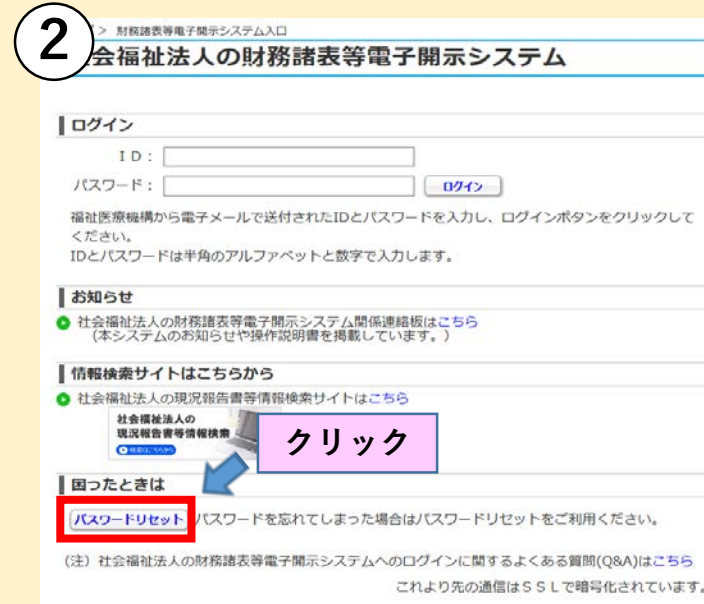 ②
> 財務諸表等電子開示システム入口
会福祉法人の財務諸表等電子開示システム
ログイン
ID：
パスワード：
ログイン
福祉医療機構から電子メールで送付されたIDとパスワードを入力し、ログインボタンをクリックして
ください。
IDとパスワードは半角のアルファベットと数字で入力します。
お知らせ
社会福祉法人の財務諸表等電子開示システム関係連絡板はこちら
（本システムのお知らせや操作説明書を掲載しています。）
情報検索サイトはこちらから
社会福祉法人の現況報告書等情報検索サイトはこちら
社会福祉法人の
現況報告書等情報検索
クリック
困ったときは
パスワードリセット パスワードを忘れてしまった場合はパスワードリセットをご利用ください。
（注）社会福祉法人の財務諸表等電子開示システムへのログインに関するよくある質問(Q&A)はこちら
これより先の通信はＳＳＬで暗号化されています。